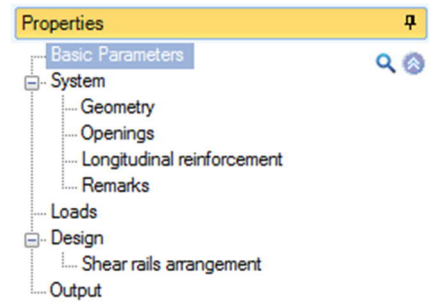 Properties
Basic Parameters
System
Geometry
Openings
Longitudinal reinforcement
Remarks
Loads
Design
Shear rails arrangement
Output